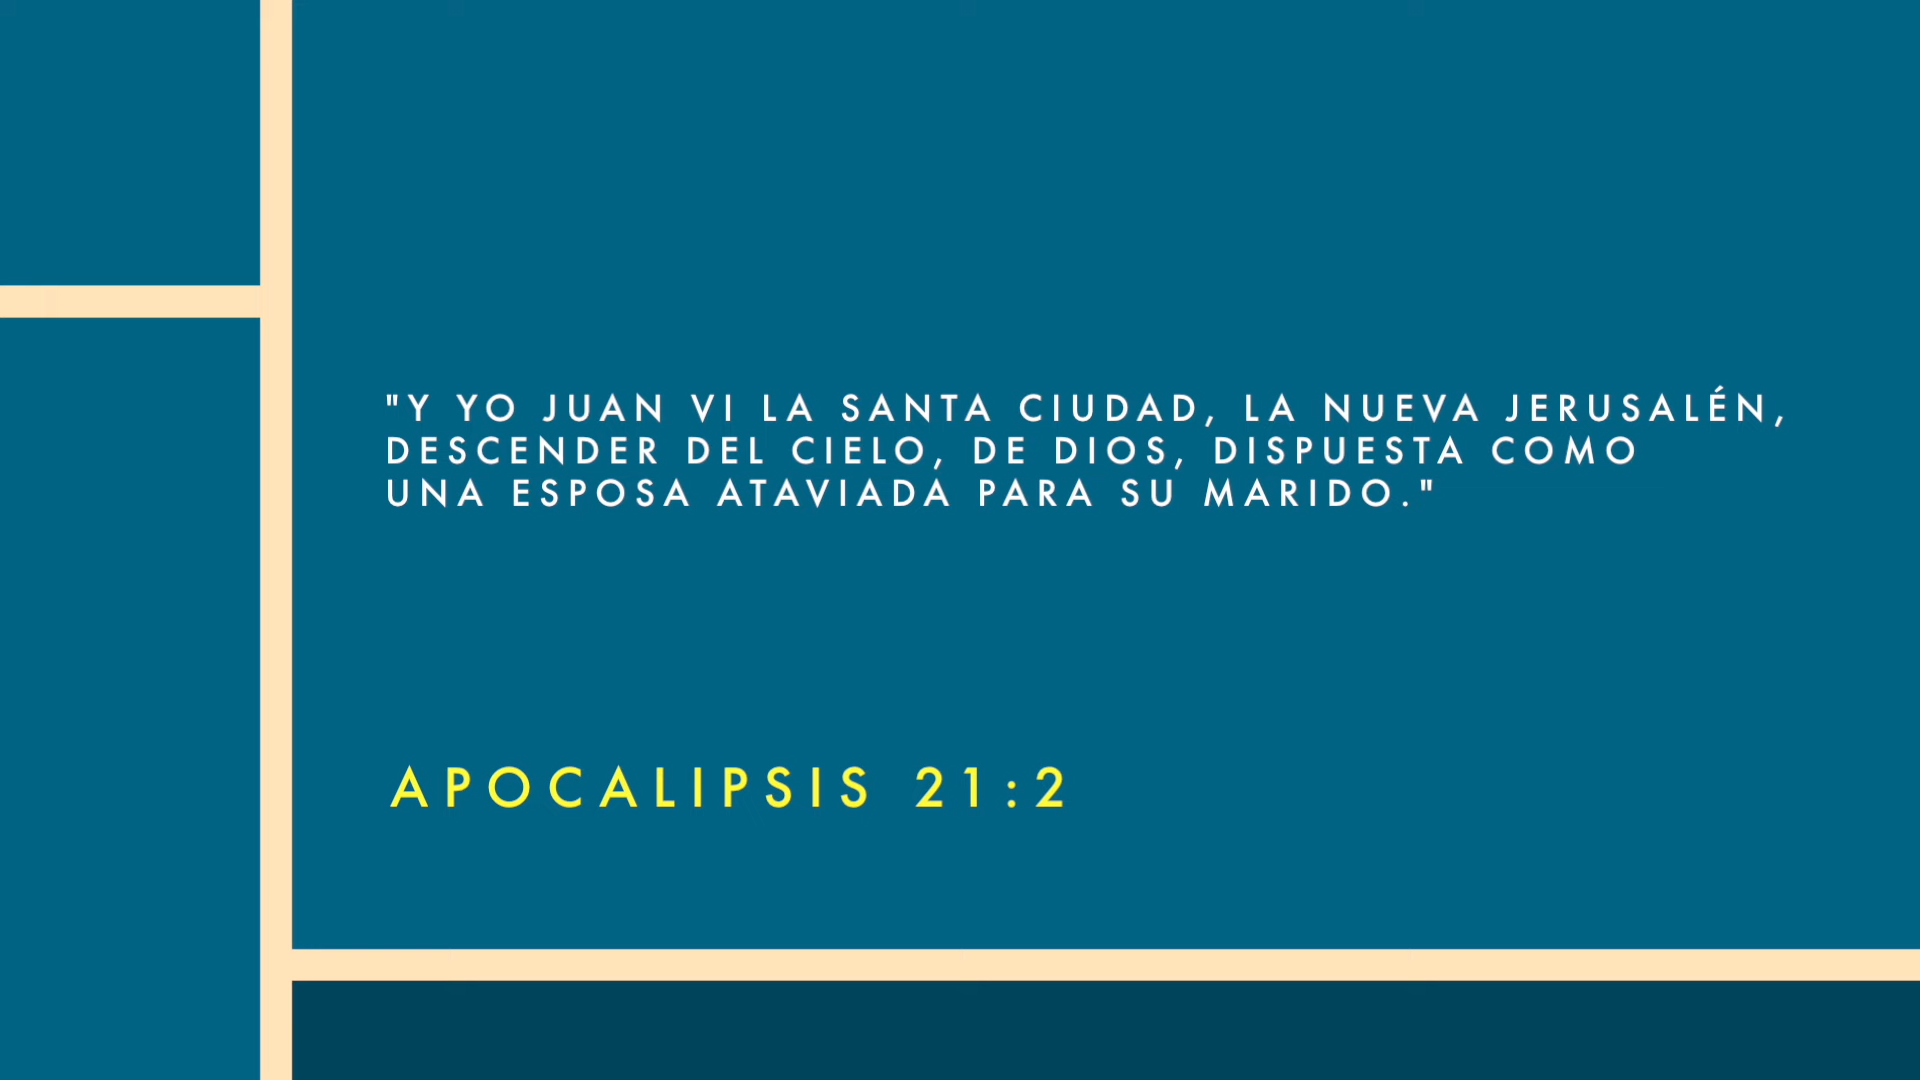 "Y YO JUAN VI LA SANTA CIUDAD, LA NUEVA JERUSALÉN,
DESCENDER DEL CIELO, DE DIOS, DISPUESTA COMO
UNA ESPOSA ATAVIADA PARA SU MARIDO."
APOCALIPSIS 21:2